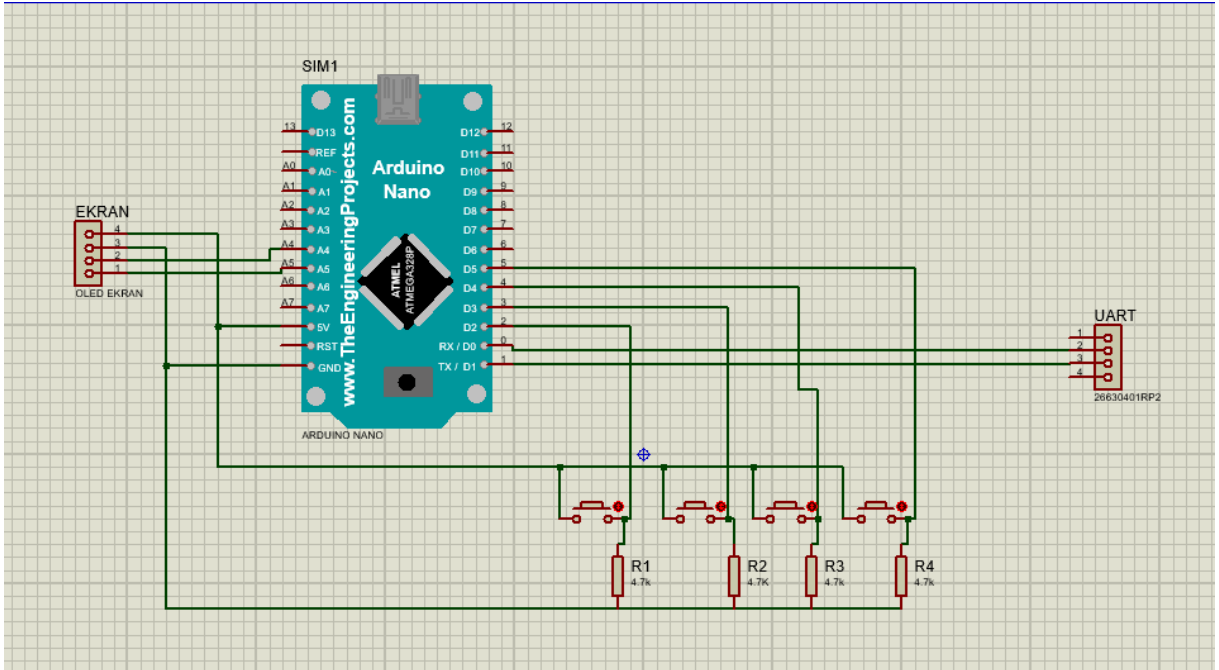 SIM1
www.TheEngineeringProjects.com
Arduino
Nano
ATMEL
ATMEGA328P
13
D13
REF
A0
A0~
A1
A1
A2
A2
A3
A3
A4
A4
A5
A5
A6
A6
A7
A7
5V
RST
GND
D12
12
D11
11
D10
10
D9
9
D8
8
D7
7
D6
6
D5
5
D4
4
D3
3
D2
2
RX / D0
0
TX / D1
1
ARDUINO NANO
EKRAN
4
3
2
1
OLED EKRAN
UART
1
2
3
4
26630401RP2
R1
4.7k
R2
4.7K
R3
4.7k
R4
4.7k